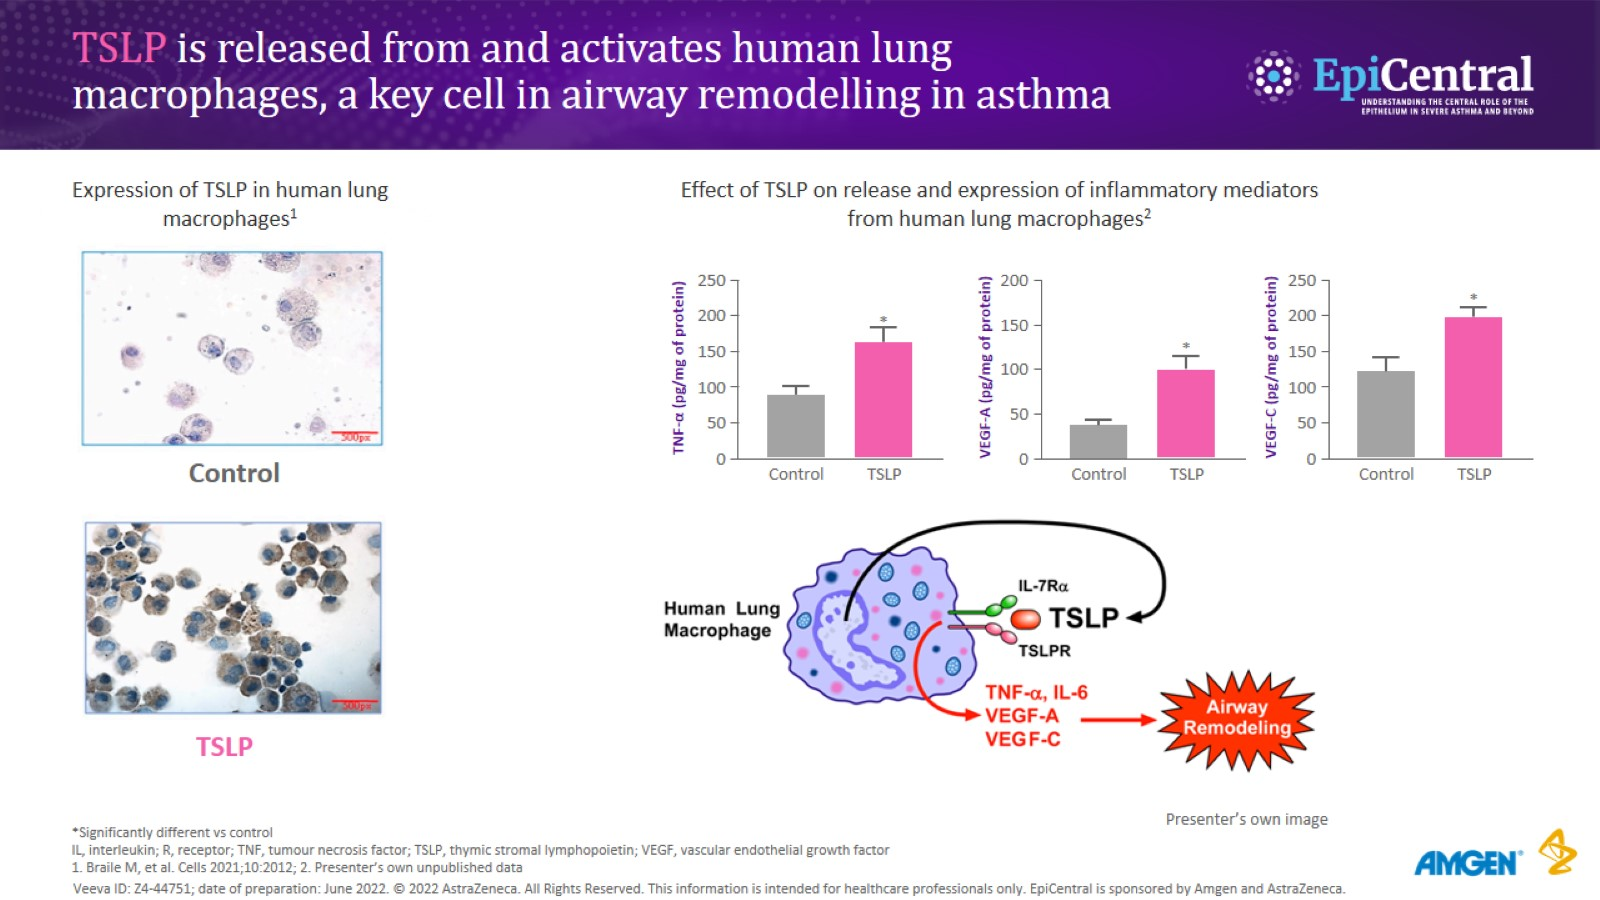 TSLP is released from and activates human lung
macrophages, a key cell in airway remodelling in asthma
EpiCentral
UNDERSTANDING THE CENTRAL ROLE OF THE
EPITHELIUM IN SEVERE ASTHMA AND BEYOND
Expression of TSLP in human lung
macrophages1
500px
Control
500px
TSLP
Effect of TSLP on release and expression of inflammatory mediators
from human lung macrophages2
TNF-α (pg/mg of protein)
250
200
150
100
50
0
*
Control TSLP
VEGF-A (pg/mg of protein)
200
150
100
50
0
*
Control TSLP
VEGF-C (pg/mg of protein)
250
200
150
100
50
0
*
Control TSLP
Human Lung
Macrophage
IL-7Rα
TSLP
TSLPR
TNF-α, IL-6
VEGF-A
VEGF-C
Airway
Remodeling
Presenter's own image
*Significantly different vs control
IL, interleukin; R, receptor; TNF, tumour necrosis factor; TSLP, thymic stromal lymphopoietin; VEGF, vascular endothelial growth factor
1. Braile M, et al. Cells 2021;10:2012; 2. Presenter's own unpublished data
Veeva ID: Z4-44751; date of preparation: June 2022. © 2022 AstraZeneca. All Rights Reserved. This information is intended for healthcare professionals only. EpiCentral is sponsored by Amgen and AstraZeneca.
AMGEN®